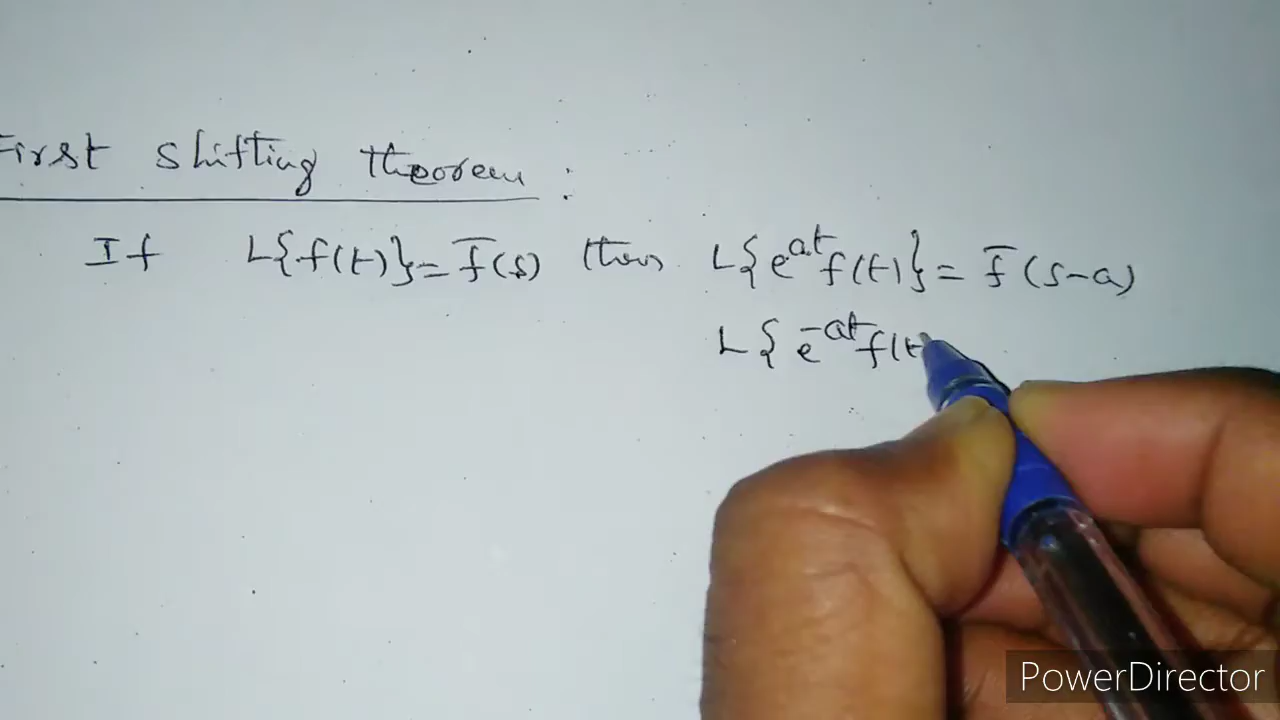 First shifting theorem :
If L{f(t)} = f̅(s) then L{e^{at} f(t)} = f̅(s-a)
L{e^{-at} f(t
PowerDirector